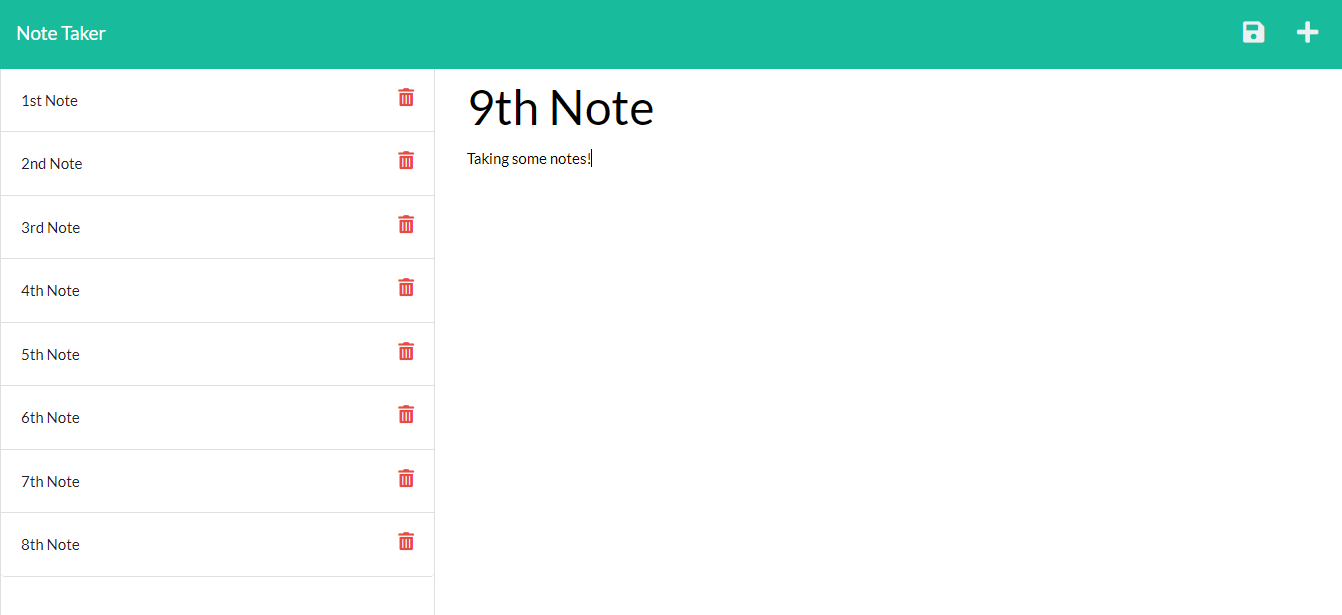 Note Taker
1st Note
2nd Note
3rd Note
4th Note
5th Note
6th Note
7th Note
8th Note
9th Note
Taking some notes!